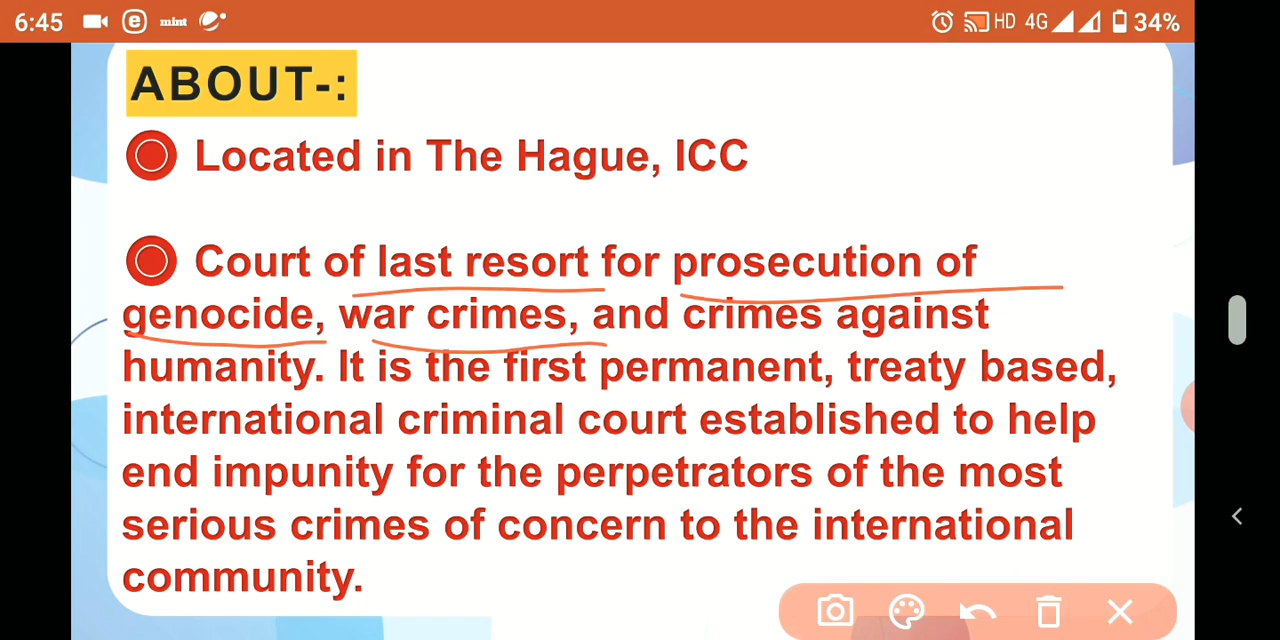 6:45 e mint HD 4G 34%
ABOUT-:
Located in The Hague, ICC
Court of last resort for prosecution of
genocide, war crimes, and crimes against
humanity. It is the first permanent, treaty based,
international criminal court established to help
end impunity for the perpetrators of the most
serious crimes of concern to the international
community.